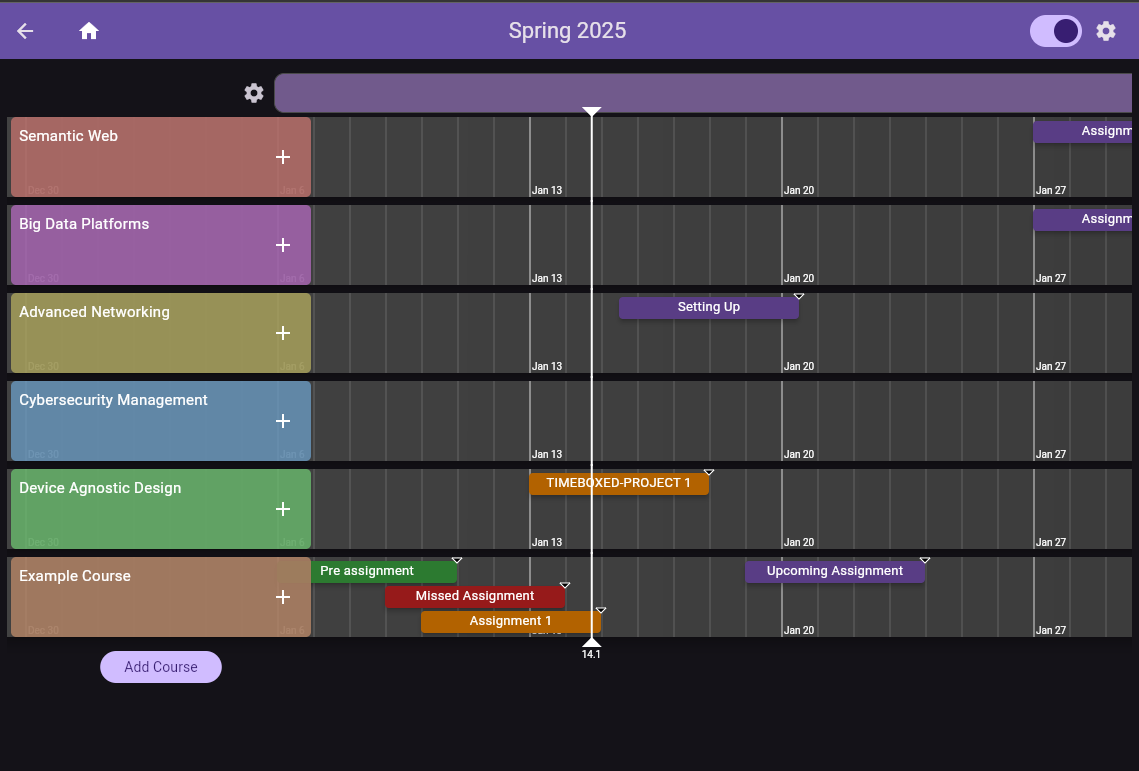 Spring 2025
Semantic Web
Assignm
Dec 30
Jan 6
Jan 13
Jan 20
Jan 27
Big Data Platforms
Assignm
Dec 30
Jan 6
Jan 13
Jan 20
Jan 27
Advanced Networking
Setting Up
Dec 30
Jan 6
Jan 13
Jan 20
Jan 27
Cybersecurity Management
Dec 30
Jan 6
Jan 13
Jan 20
Jan 27
Device Agnostic Design
TIMEBOXED-PROJECT 1
Dec 30
Jan 6
Jan 13
Jan 20
Jan 27
Example Course
Pre assignment
Upcoming Assignment
Missed Assignment
Assignment 1
Dec 30
Jan 6
Jan 20
Jan 27
14.1
Add Course